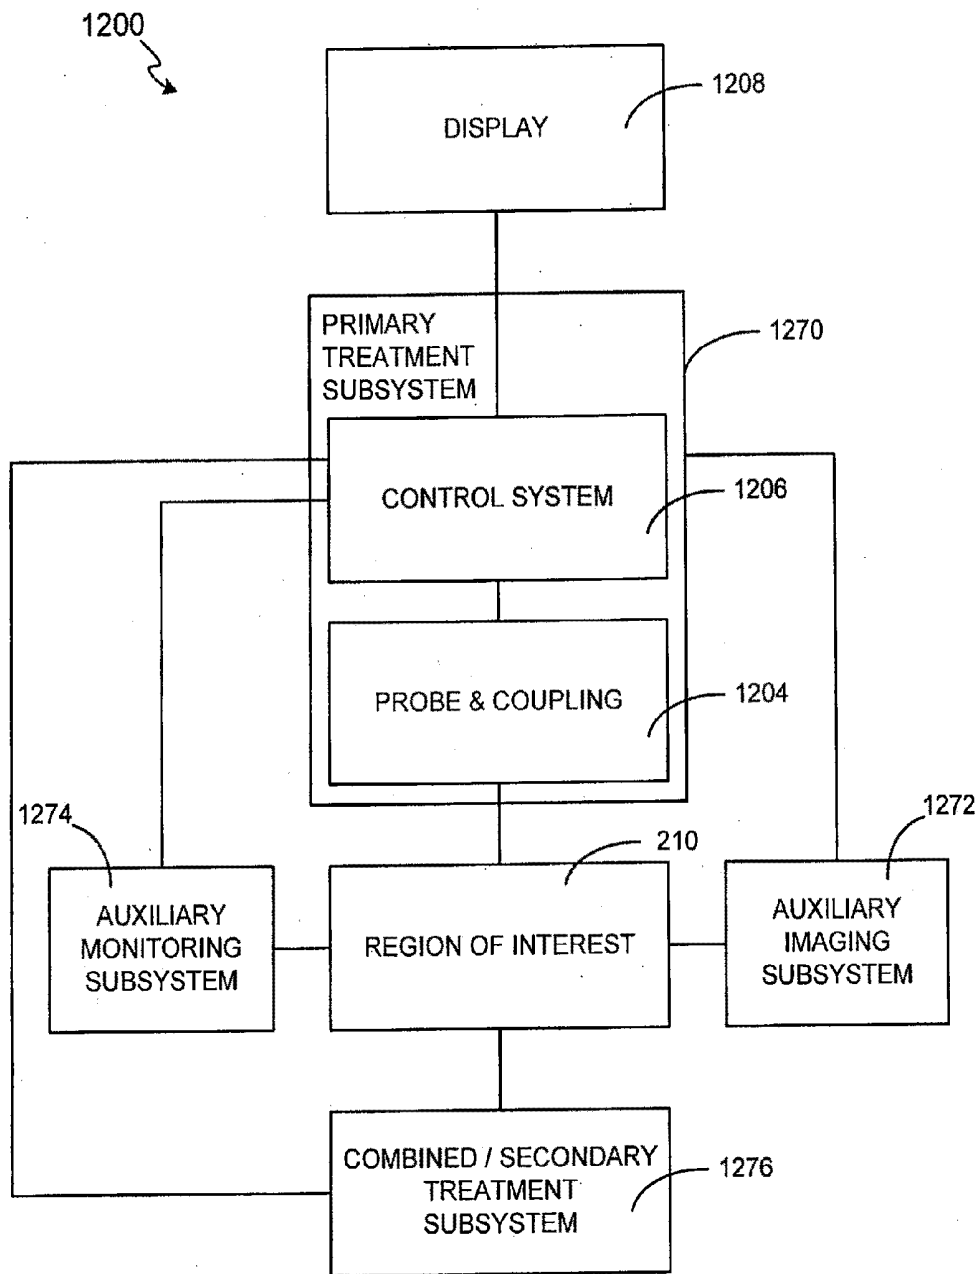 1200
1208
DISPLAY
PRIMARY
TREATMENT
SUBSYSTEM
1270
CONTROL SYSTEM
1206
PROBE & COUPLING
1204
1274
210
1272
AUXILIARY
MONITORING
SUBSYSTEM
REGION OF INTEREST
AUXILIARY
IMAGING
SUBSYSTEM
COMBINED / SECONDARY
TREATMENT
SUBSYSTEM
1276